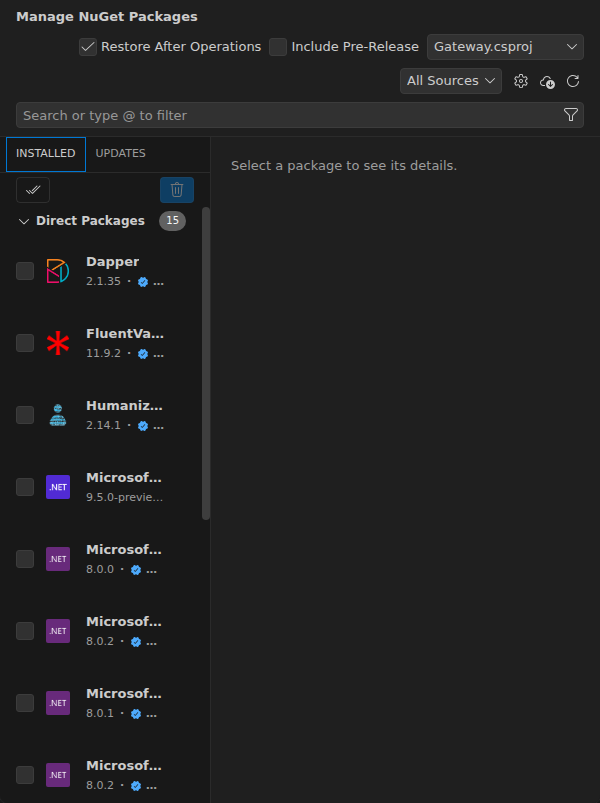 Manage NuGet Packages
Restore After Operations
Include Pre-Release
Gateway.csproj
All Sources
Search or type @ to filter
INSTALLED
UPDATES
Select a package to see its details.
Direct Packages 15
Dapper
2.1.35 · ...
FluentVa...
11.9.2 · ...
Humaniz...
2.14.1 · ...
.NET
Microsof...
9.5.0-previe...
.NET
Microsof...
8.0.0 · ...
.NET
Microsof...
8.0.2 · ...
.NET
Microsof...
8.0.1 · ...
.NET
Microsof...
8.0.2 · ...